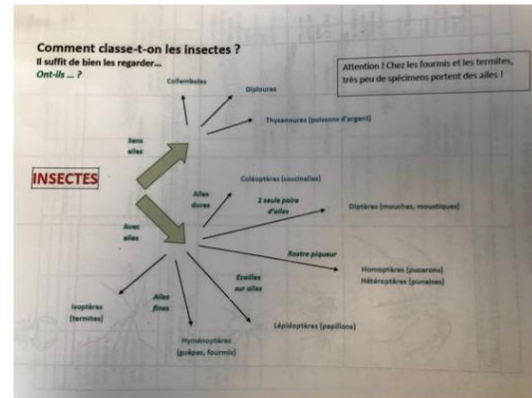 Comment classe-t-on les insectes ?
Il suffit de bien les regarder...
Ont-ils ... ?
Attention ! Chez les fourmis et les termites,
très peu de spécimens portent des ailes !
Collemboles
Diploures
Thysanoures (poissons d'argent)
Sans
ailes
INSECTES
Coléoptères (coccinelles)
Ailes
dures
1 seule paire
d'ailes
Diptères (mouches, moustiques)
Avec
ailes
Rostre piqueur
Homoptères (pucerons)
Hétéroptères (punaises)
Ecailles
sur ailes
Isoptères
(termites)
Ailes
fines
Lépidoptères (papillons)
Hyménoptères
(guêpes, fourmis)